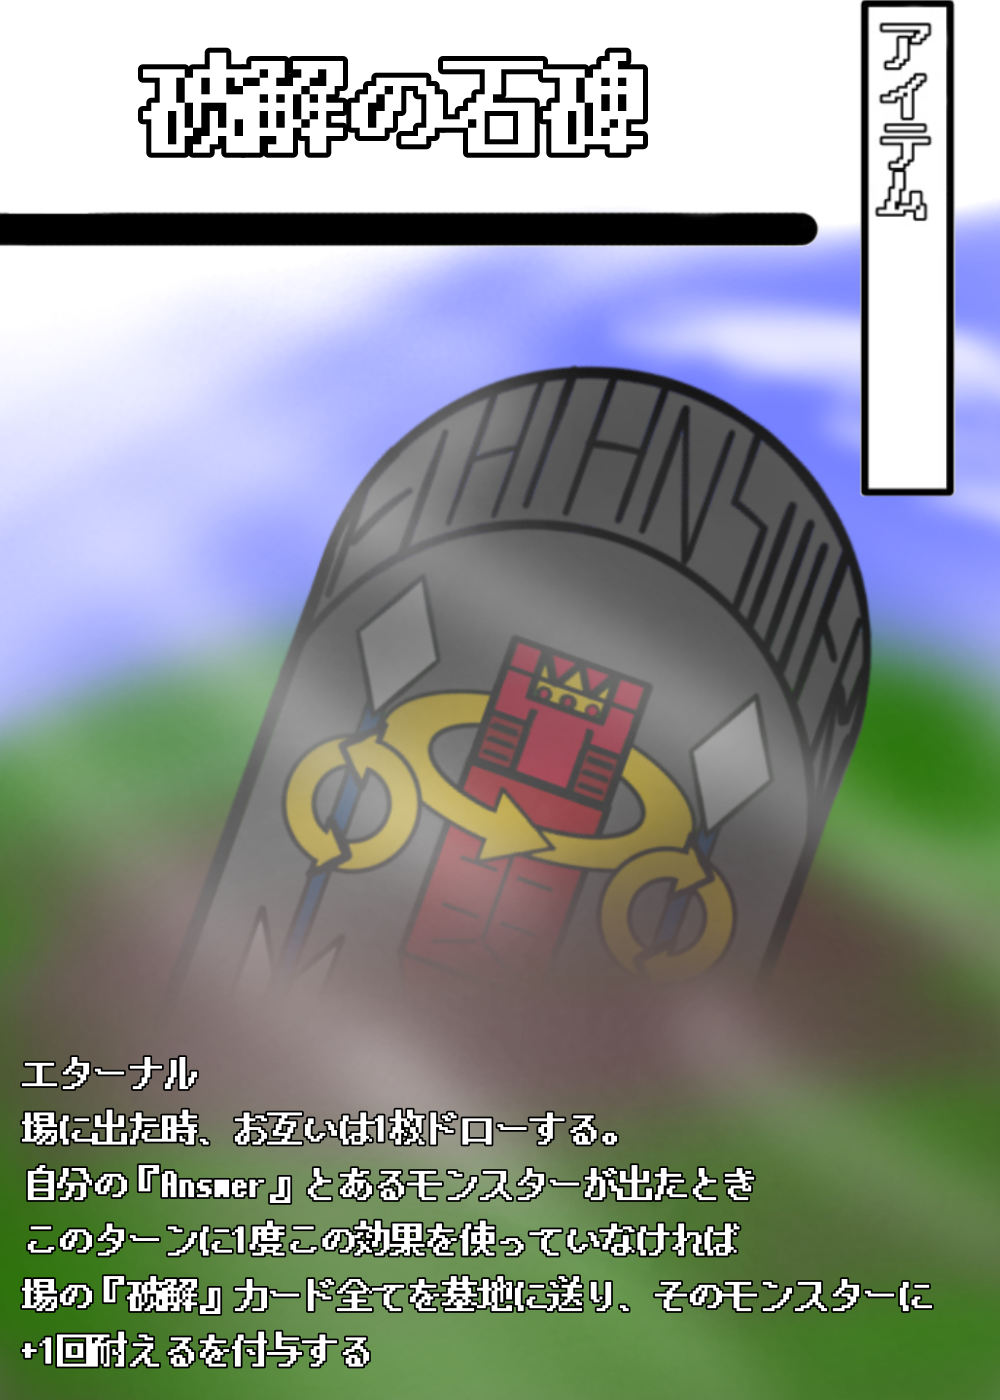 破解の石碑
アイテム
エターナル
場に出た時、お互いは1枚ドローする。
自分の『Answer』とあるモンスターが出たとき
このターンに1度この効果を使っていなければ
場の『破解』カード全てを墓地に送り、そのモンスターに
+1回耐えるを付与する